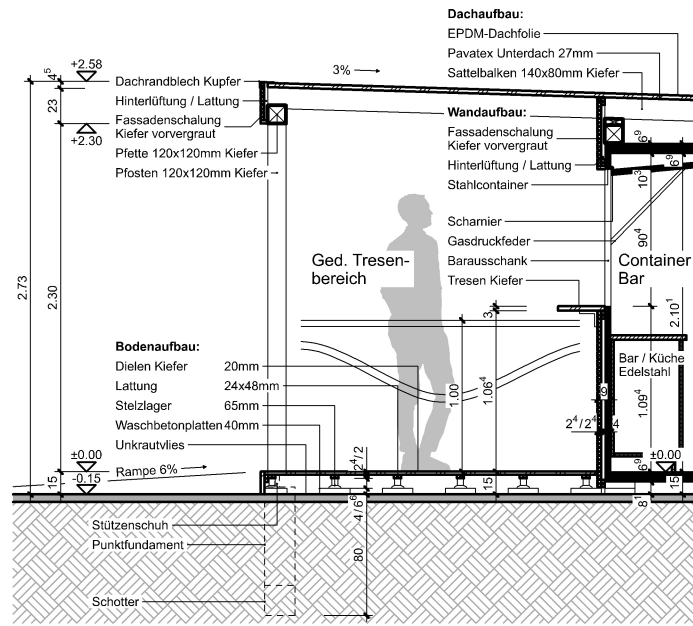 Dachaufbau:
EPDM-Dachfolie
Pavatex Unterdach 27mm
Sattelbalken 140x80mm Kiefer
+2.58
3%
4⁵
23
Dachrandblech Kupfer
Hinterlüftung / Lattung
Fassadenschalung
Kiefer vorvergraut
Pfette 120x120mm Kiefer
Pfosten 120x120mm Kiefer
+2.30
Wandaufbau:
Fassadenschalung
Kiefer vorvergraut
Hinterlüftung / Lattung
Stahlcontainer
Scharnier
Gasdruckfeder
Barausschank
Tresen Kiefer
6⁹
6⁹
10³
90⁴
Ged. Tresen-
bereich
Container
Bar
2.73
2.30
3
2.10¹
1.00
1.06⁴
Bodenaufbau:
Dielen Kiefer 20mm
Lattung 24x48mm
Stelzlager 65mm
Waschbetonplatten 40mm
Unkrautvlies
Bar / Küche
Edelstahl
9
1.09⁴
2⁴/2⁴
4
±0.00
-0.15
Rampe 6%
15
2⁴/2
4/6⁶
15
6⁹
±0.00
8¹
15
80
Stützenschuh
Punktfundament
Schotter